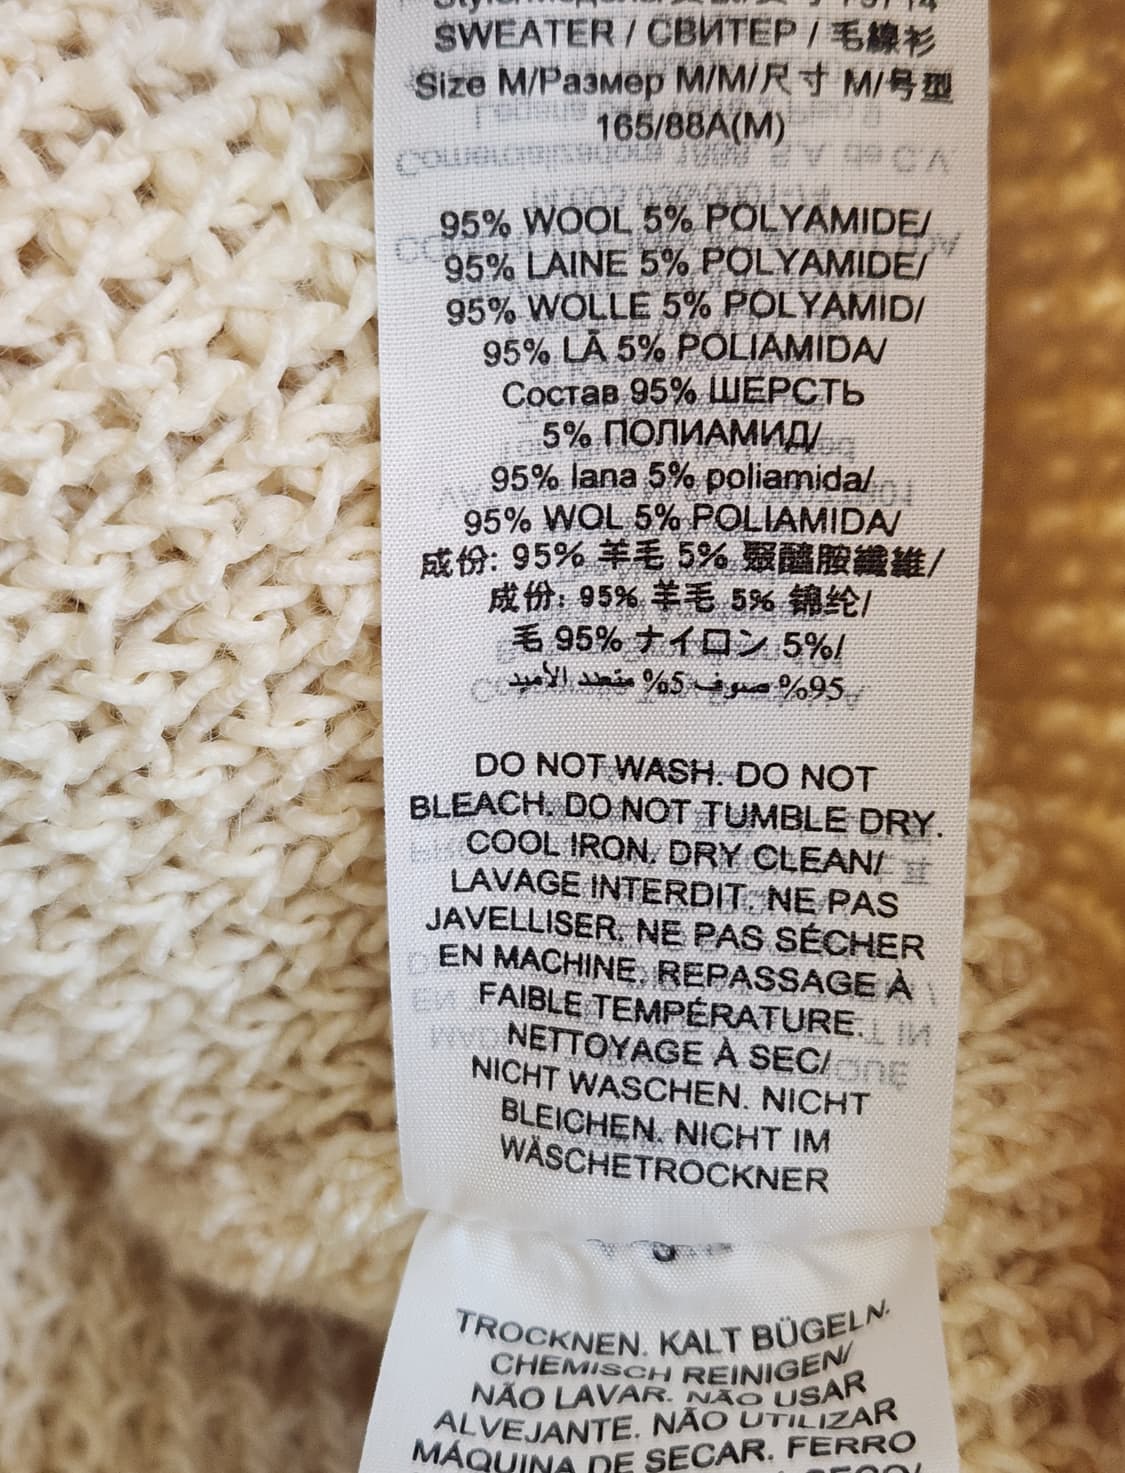 SWEATER / СВИТЕР / 毛線衫
Size M/Размер M/M/尺寸 M/号型
165/88A(M)
95% WOOL 5% POLYAMIDE/
95% LAINE 5% POLYAMIDE/
95% WOLLE 5% POLYAMID/
95% LÃ 5% POLIAMIDA/
Состав 95% ШЕРСТЬ
5% ПОЛИАМИД/
95% lana 5% poliamida/
95% WOL 5% POLIAMIDA/
成份: 95% 羊毛 5% 聚醯胺纖維/
成份: 95% 羊毛 5% 锦纶/
毛 95% ナイロン 5%/
95% صوف 5% متعدد الأميد
DO NOT WASH. DO NOT
BLEACH. DO NOT TUMBLE DRY.
COOL IRON. DRY CLEAN/
LAVAGE INTERDIT. NE PAS
JAVELLISER. NE PAS SÉCHER
EN MACHINE. REPASSAGE À
FAIBLE TEMPÉRATURE.
NETTOYAGE À SEC/
NICHT WASCHEN. NICHT
BLEICHEN. NICHT IM
WÄSCHETROCKNER
TROCKNEN. KALT BÜGELN.
CHEMISCH REINIGEN/
NÃO LAVAR. NÃO USAR
ALVEJANTE. NÃO UTILIZAR
MÁQUINA DE SECAR. FERRO